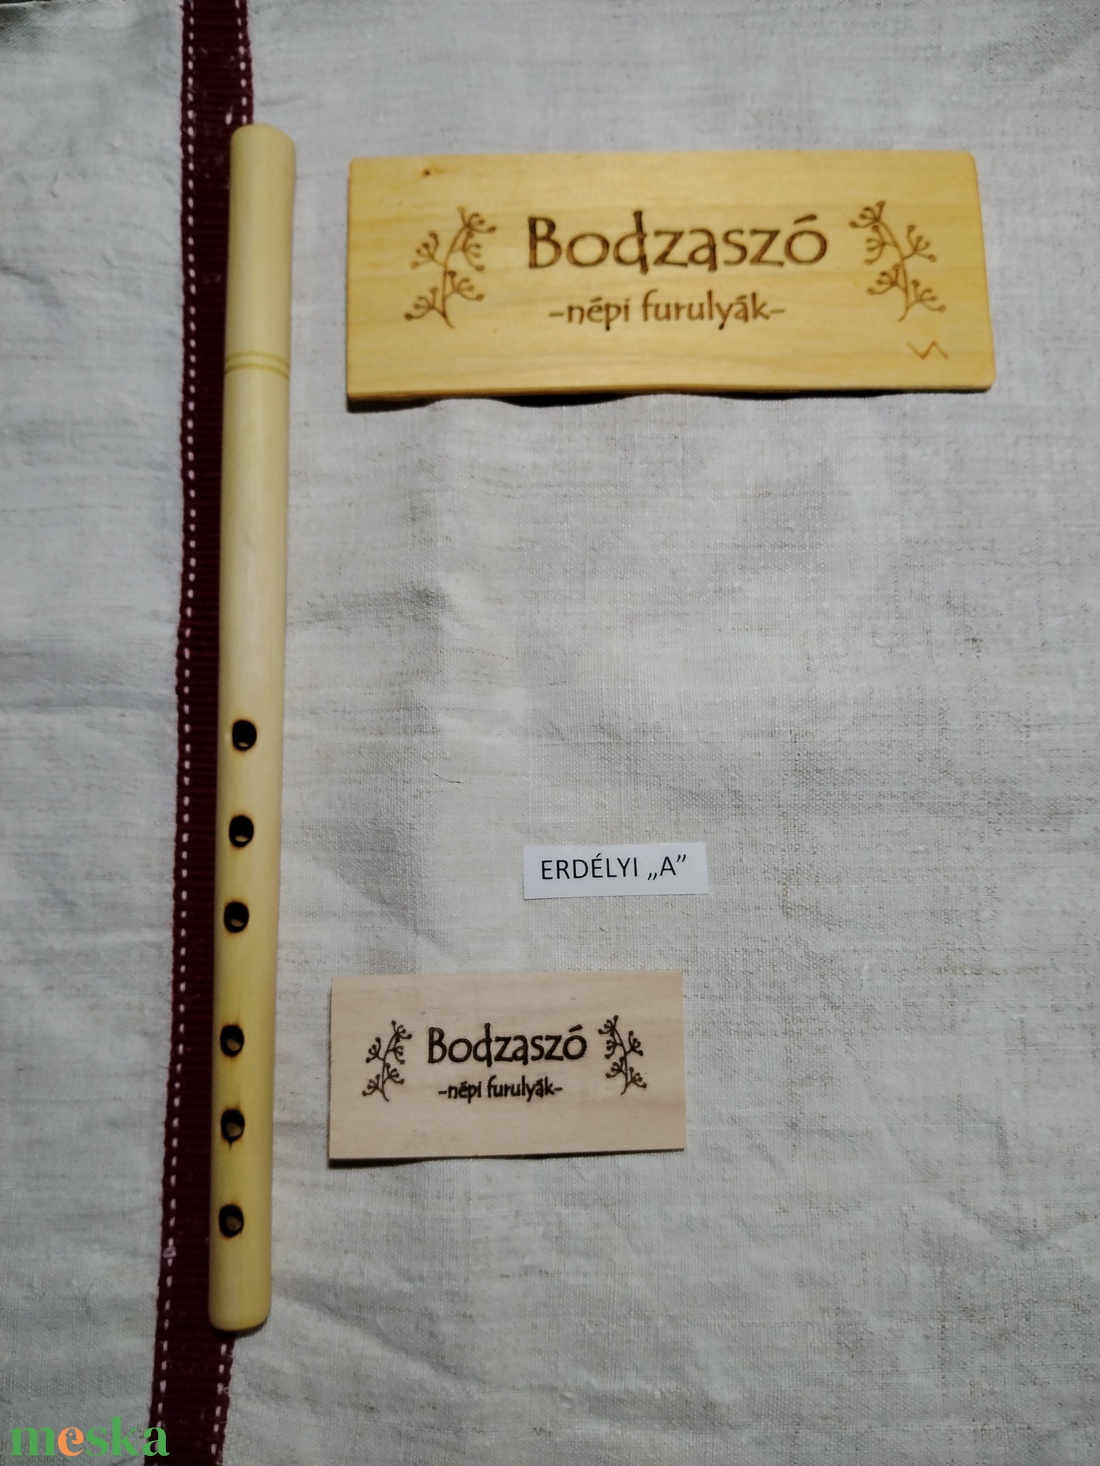 Bodzaszó
-népi furulyák-
ERDÉLYI „A”
Bodzaszó
-népi furulyák-
meska